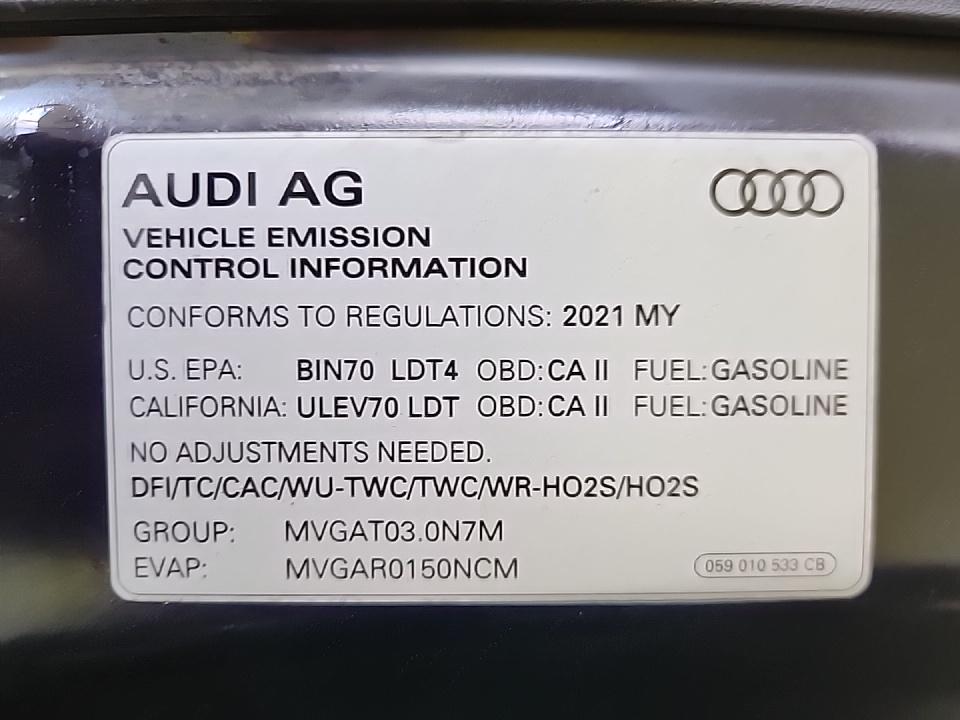 AUDI AG
VEHICLE EMISSION
CONTROL INFORMATION
CONFORMS TO REGULATIONS: 2021 MY
U.S. EPA: BIN70 LDT4 OBD: CA II FUEL: GASOLINE
CALIFORNIA: ULEV70 LDT OBD: CA II FUEL: GASOLINE
NO ADJUSTMENTS NEEDED.
DFI/TC/CAC/WU-TWC/TWC/WR-HO2S/HO2S
GROUP: MVGAT03.0N7M
EVAP: MVGAR0150NCM
059 010 533 CB